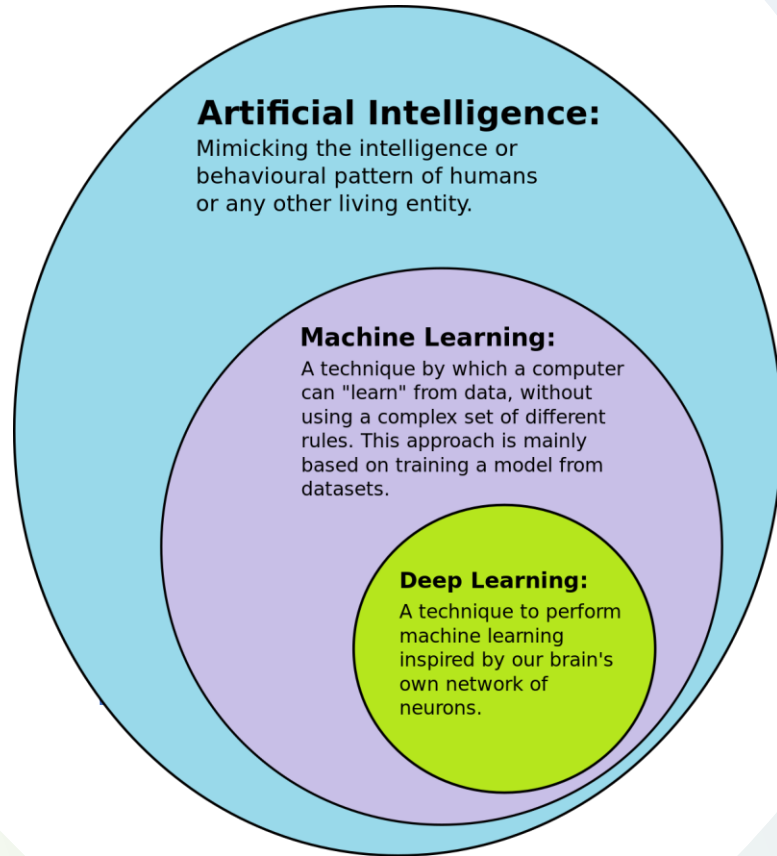 Artificial Intelligence:
Mimicking the intelligence or
behavioural pattern of humans
or any other living entity.
Machine Learning:
A technique by which a computer
can "learn" from data, without
using a complex set of different
rules. This approach is mainly
based on training a model from
datasets.
Deep Learning:
A technique to perform
machine learning
inspired by our brain's
own network of
neurons.